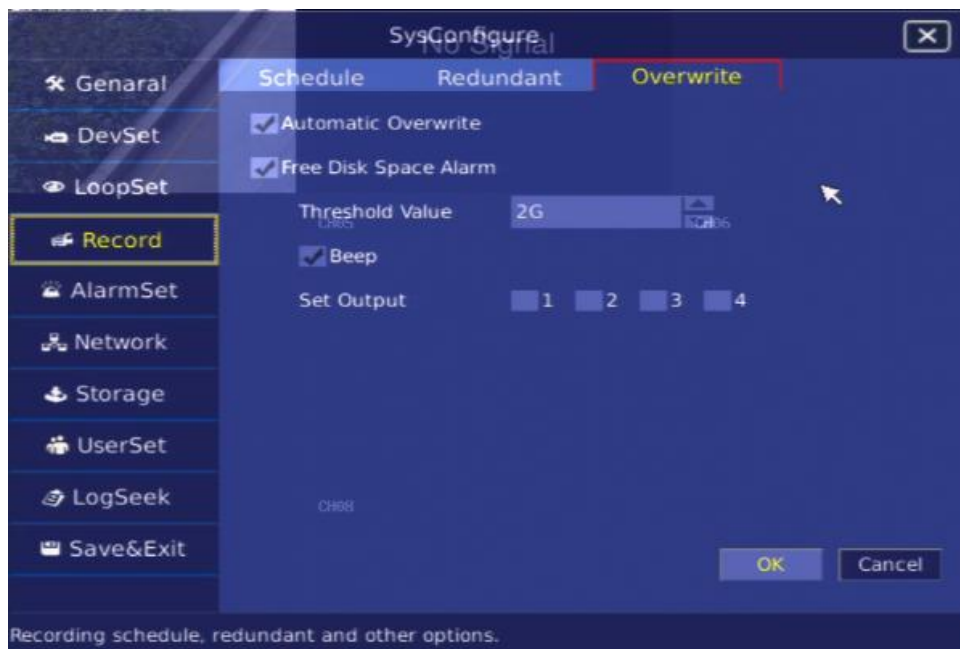 SysConfigure
No Signal
Genaral
DevSet
LoopSet
Record
AlarmSet
Network
Storage
UserSet
LogSeek
Save&Exit
Schedule Redundant Overwrite
Automatic Overwrite
Free Disk Space Alarm
Threshold Value 2G
CH05 CH06
Beep
Set Output 1 2 3 4
CH08
OK Cancel
Recording schedule, redundant and other options.